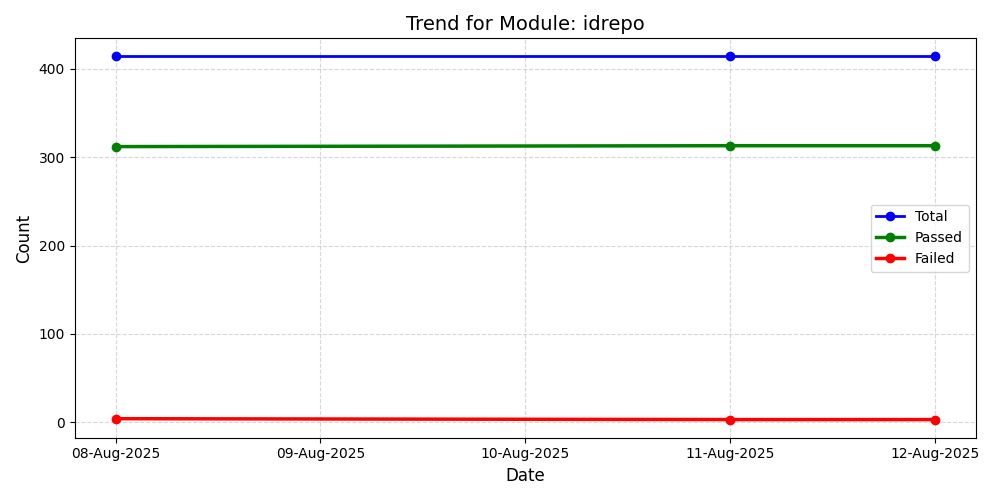 Trend for Module: idrepo
Count
400
300
200
100
0
Total
Passed
Failed
08-Aug-2025
09-Aug-2025
10-Aug-2025
11-Aug-2025
12-Aug-2025
Date